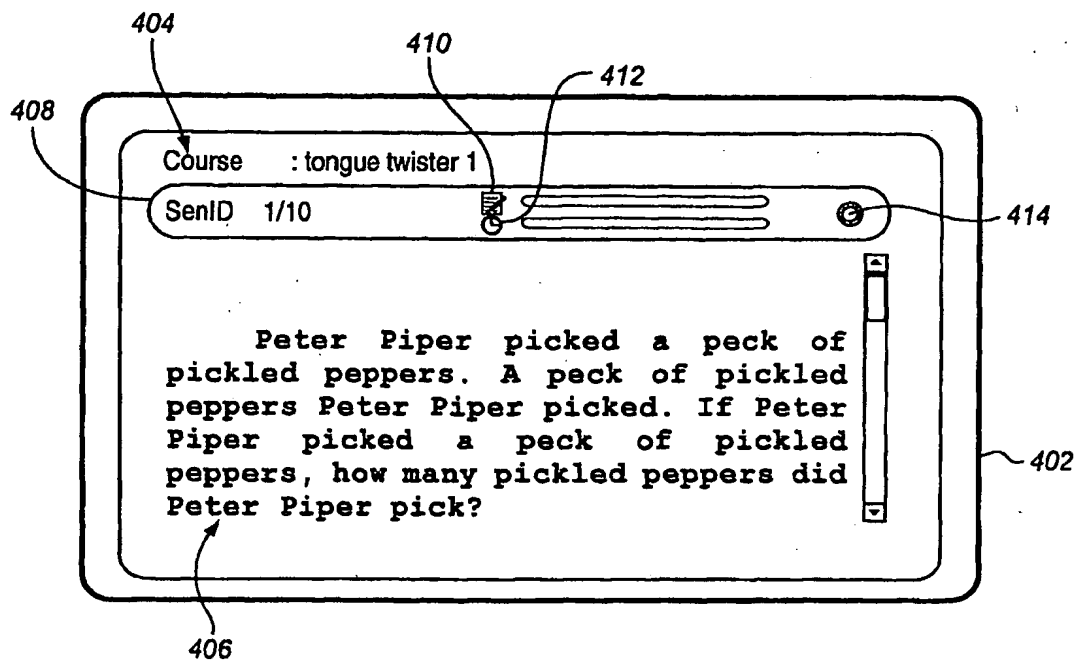 404
410
412
408
Course : tongue twister 1
SenID 1/10
414
Peter Piper picked a peck of
pickled peppers. A peck of pickled
peppers Peter Piper picked. If Peter
Piper picked a peck of pickled
peppers, how many pickled peppers did
Peter Piper pick?
402
406